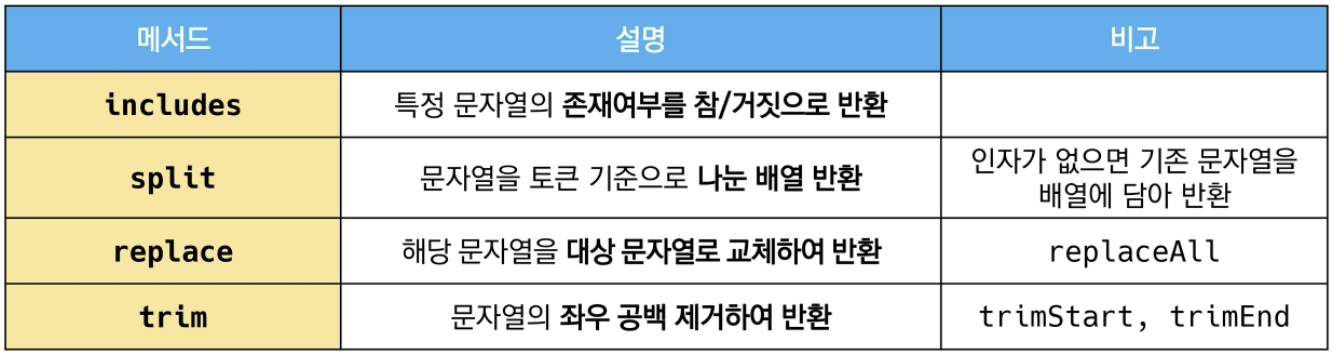 메서드 설명 비고
includes 특정 문자열의 존재여부를 참/거짓으로 반환
split 문자열을 토큰 기준으로 나눈 배열 반환 인자가 없으면 기존 문자열을
배열에 담아 반환
replace 해당 문자열을 대상 문자열로 교체하여 반환 replaceAll
trim 문자열의 좌우 공백 제거하여 반환 trimStart, trimEnd